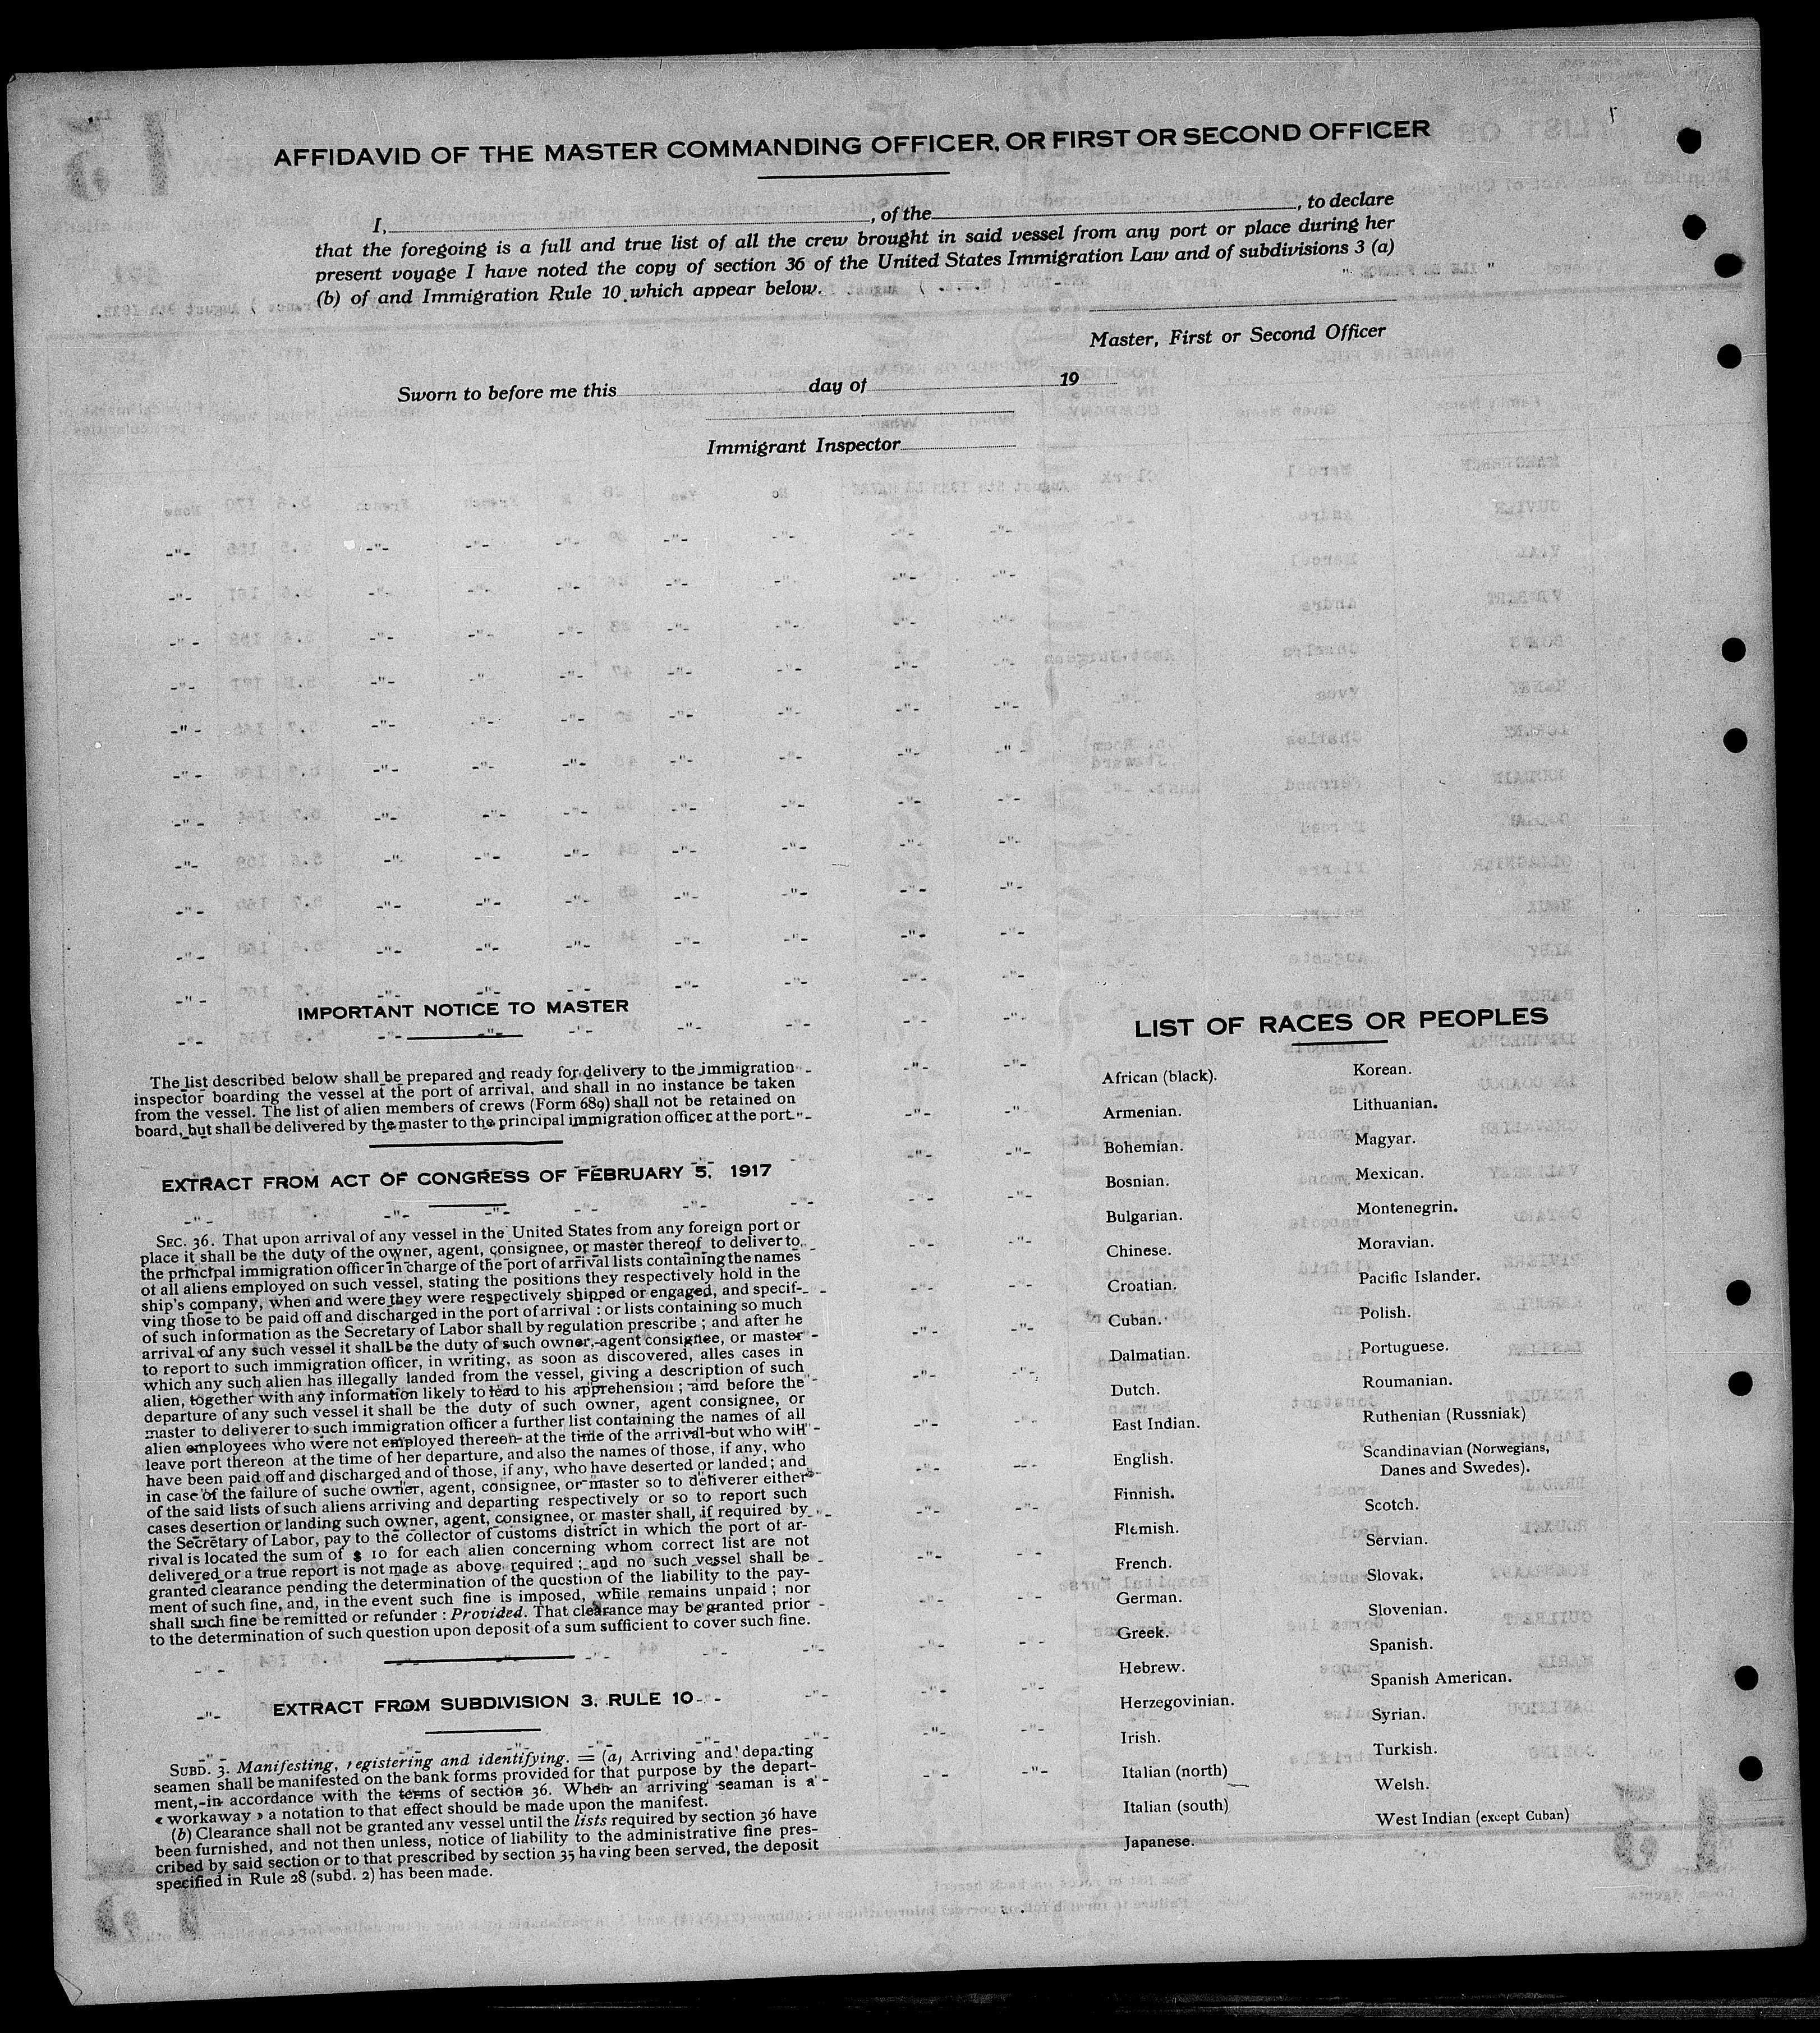 AFFIDAVID OF THE MASTER COMMANDING OFFICER, OR FIRST OR SECOND OFFICER
I, , of the , to declare
that the foregoing is a full and true list of all the crew brought in said vessel from any port or place during her
present voyage I have noted the copy of section 36 of the United States Immigration Law and of subdivisions 3 (a)
(b) of and Immigration Rule 10 which appear below.
Master, First or Second Officer
Sworn to before me this day of 19
Immigrant Inspector
IMPORTANT NOTICE TO MASTER
The list described below shall be prepared and ready for delivery to the immigration
inspector boarding the vessel at the port of arrival, and shall in no instance be taken
from the vessel. The list of alien members of crews (Form 689) shall not be retained on
board, but shall be delivered by the master to the principal immigration officer at the port.
EXTRACT FROM ACT OF CONGRESS OF FEBRUARY 5, 1917
SEC. 36. That upon arrival of any vessel in the United States from any foreign port or
place it shall be the duty of the owner, agent, consignee, or master thereof to deliver to
the principal immigration officer in charge of the port of arrival lists containing the names
of all aliens employed on such vessel, stating the positions they respectively hold in the
ship's company, when and were they were respectively shipped or engaged, and specif-
ving those to be paid off and discharged in the port of arrival : or lists containing so much
of such information as the Secretary of Labor shall by regulation prescribe ; and after he
arrival of any such vessel it shall be the duty of such owner, agent consignee, or master
to report to such immigration officer, in writing, as soon as discovered, alles cases in
which any such alien has illegally landed from the vessel, giving a description of such
alien, together with any information likely to lead to his apprehension ; and before the
departure of any such vessel it shall be the duty of such owner, agent consignee, or
master to deliverer to such immigration officer a further list containing the names of all
alien employees who were not employed thereon at the time of the arrival but who will
leave port thereon at the time of her departure, and also the names of those, if any, who
have been paid off and discharged and of those, if any, who have deserted or landed; and
in case of the failure of suche owner, agent, consignee, or master so to deliverer either
of the said lists of such aliens arriving and departing respectively or so to report such
cases desertion or landing such owner, agent, consignee, or master shall, if required by
the Secretary of Labor, pay to the collector of customs district in which the port of ar-
rival is located the sum of $ 10 for each alien concerning whom correct list are not
delivered or a true report is not made as above required ; and no such vessel shall be
granted clearance pending the determination of the question of the liability to the pay-
ment of such fine, and, in the event such fine is imposed, while remains unpaid ; nor
shall such fine be remitted or refunder : Provided. That clearance may be granted prior
to the determination of such question upon deposit of a sum sufficient to cover such fine.
EXTRACT FROM SUBDIVISION 3, RULE 10
SUBD. 3. Manifesting, registering and identifying. = (a) Arriving and departing
seamen shall be manifested on the bank forms provided for that purpose by the depart-
ment, in accordance with the terms of section 36. When an arriving seaman is a
« workaway » a notation to that effect should be made upon the manifest.
(b) Clearance shall not be granted any vessel until the lists required by section 36 have
been furnished, and not then unless, notice of liability to the administrative fine pres-
cribed by said section or to that prescribed by section 35 having been served, the deposit
specified in Rule 28 (subd. 2) has been made.
LIST OF RACES OR PEOPLES
African (black).
Armenian.
Bohemian.
Bosnian.
Bulgarian.
Chinese.
Croatian.
Cuban.
Dalmatian.
Dutch.
East Indian.
English.
Finnish.
Flemish.
French.
German.
Greek.
Hebrew.
Herzegovinian.
Irish.
Italian (north)
Italian (south)
Japanese.
Korean.
Lithuanian.
Magyar.
Mexican.
Montenegrin.
Moravian.
Pacific Islander.
Polish.
Portuguese.
Roumanian.
Ruthenian (Russniak)
Scandinavian (Norwegians,
Danes and Swedes).
Scotch.
Servian.
Slovak.
Slovenian.
Spanish.
Spanish American.
Syrian.
Turkish.
Welsh.
West Indian (except Cuban)